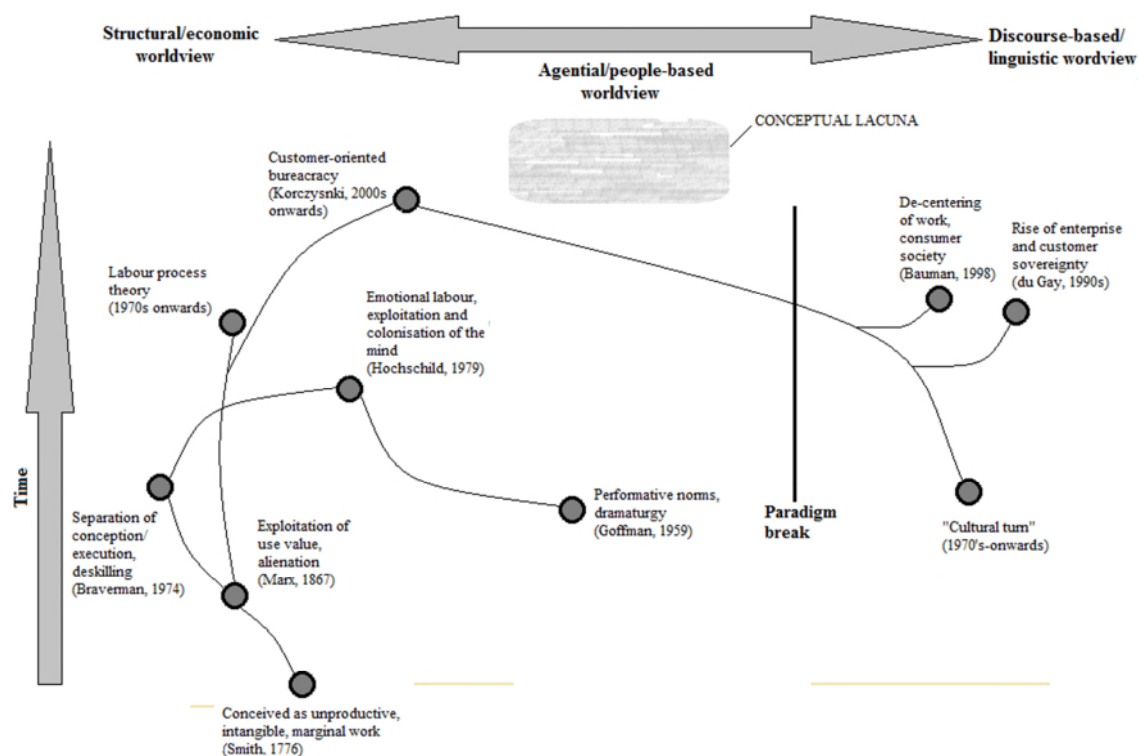 Structural/economic
worldview
Discourse-based/
linguistic wordview
Agential/people-based
worldview
CONCEPTUAL LACUNA
Customer-oriented
bureacracy
(Korczysnki, 2000s
onwards)
De-centering
of work,
consumer
society
(Bauman, 1998)
Rise of enterprise
and customer
sovereignty
(du Gay, 1990s)
Labour process
theory
(1970s onwards)
Emotional labour,
exploitation and
colonisation of the
mind
(Hochschild, 1979)
Time
Separation of
conception/
execution,
deskilling
(Braverman, 1974)
Exploitation of
use value,
alienation
(Marx, 1867)
Performative norms,
dramaturgy
(Goffman, 1959)
Paradigm
break
"Cultural turn"
(1970's-onwards)
Conceived as unproductive,
intangible, marginal work
(Smith, 1776)